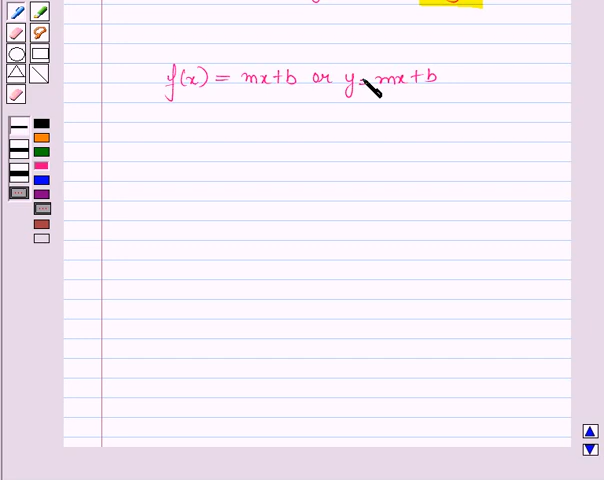 f(x) = mx+b or y = mx+b